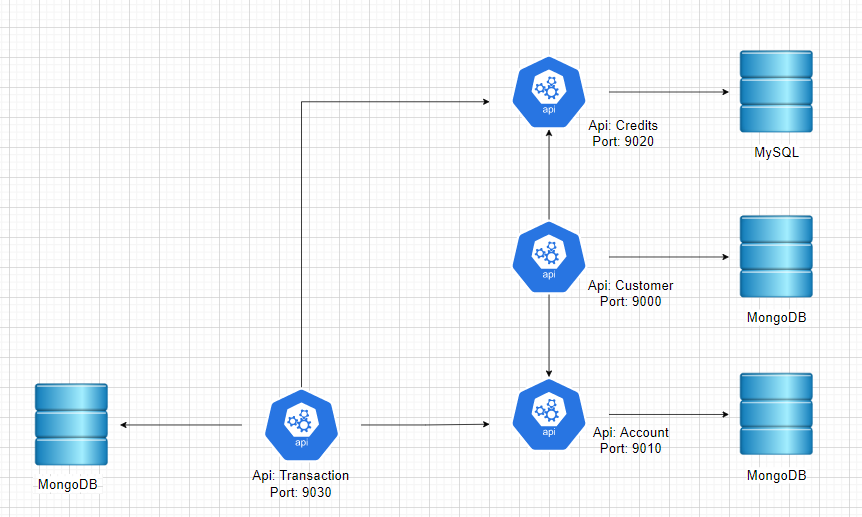 api
Api: Credits
Port: 9020
MySQL
api
Api: Customer
Port: 9000
MongoDB
api
Api: Account
Port: 9010
MongoDB
api
Api: Transaction
Port: 9030
MongoDB